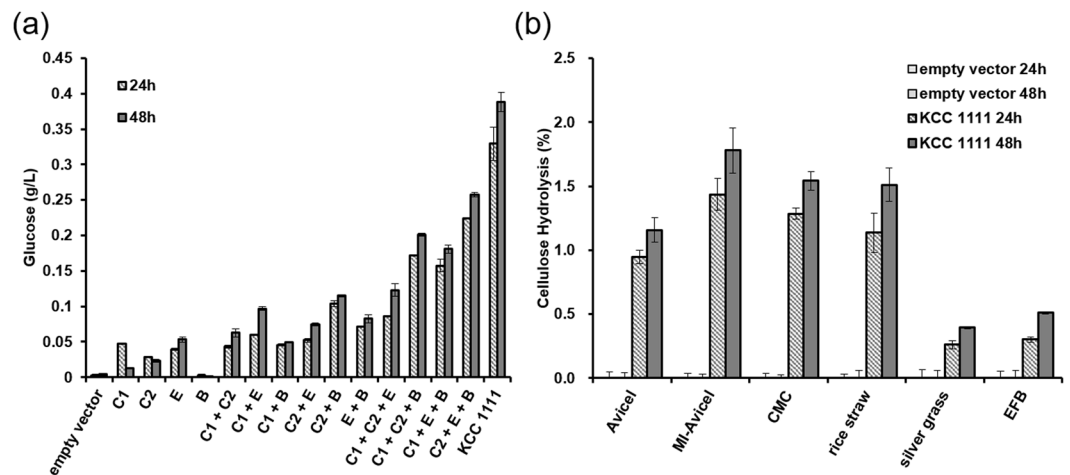 (a)
0.45
0.4
0.35
0.3
0.25
0.2
0.15
0.1
0.05
0
Glucose (g/L)
24h
48h
empty vector
C1
C2
E
B
C1 + C2
C1 + E
C1 + B
C2 + E
C2 + B
E + B
C1 + C2 + E
C1 + C2 + B
C1 + E + B
C2 + E + B
KCC 1111
(b)
2.5
2.0
1.5
1.0
0.5
0.0
Cellulose Hydrolysis (%)
empty vector 24h
empty vector 48h
KCC 1111 24h
KCC 1111 48h
Avicel
MI-Avicel
CMC
rice straw
silver grass
EFB